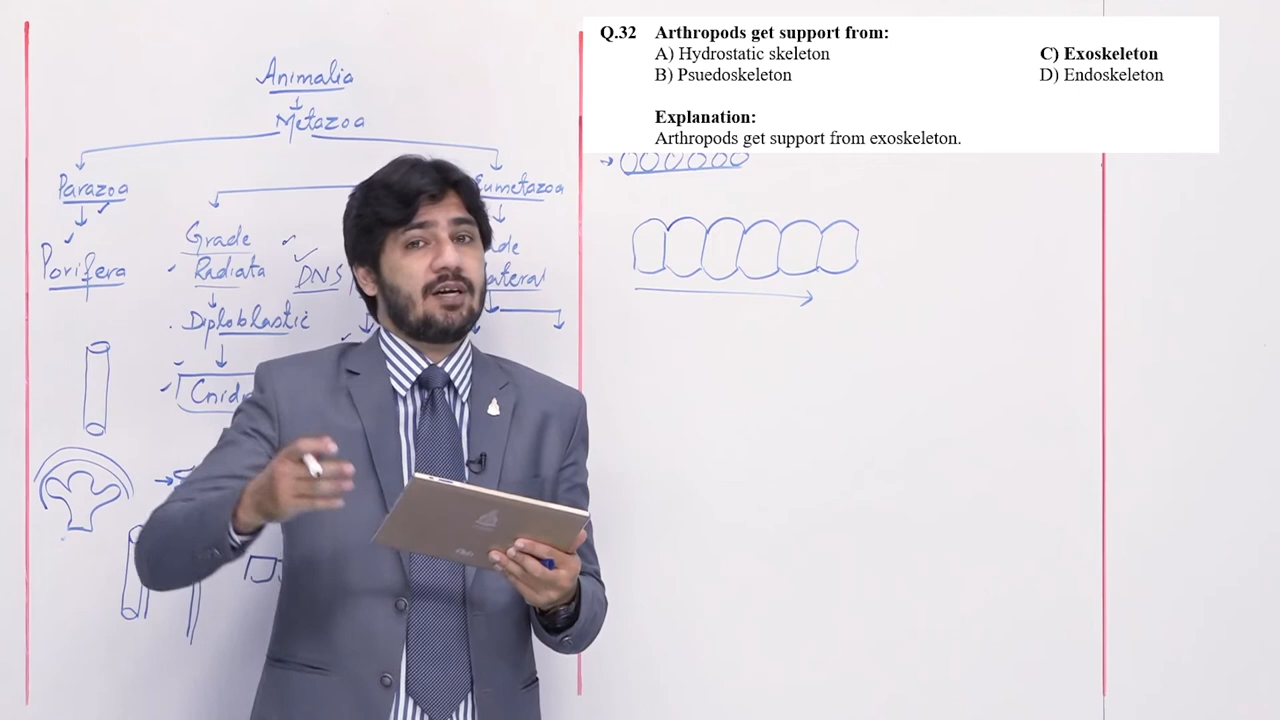 Q.32 Arthropods get support from:
A) Hydrostatic skeleton C) Exoskeleton
B) Psuedoskeleton D) Endoskeleton
Explanation:
Arthropods get support from exoskeleton.
Animalia
Metazoa
Parazoa
Eumetazoa
Porifera
Grade
Radiata
DNS
Diploblastic